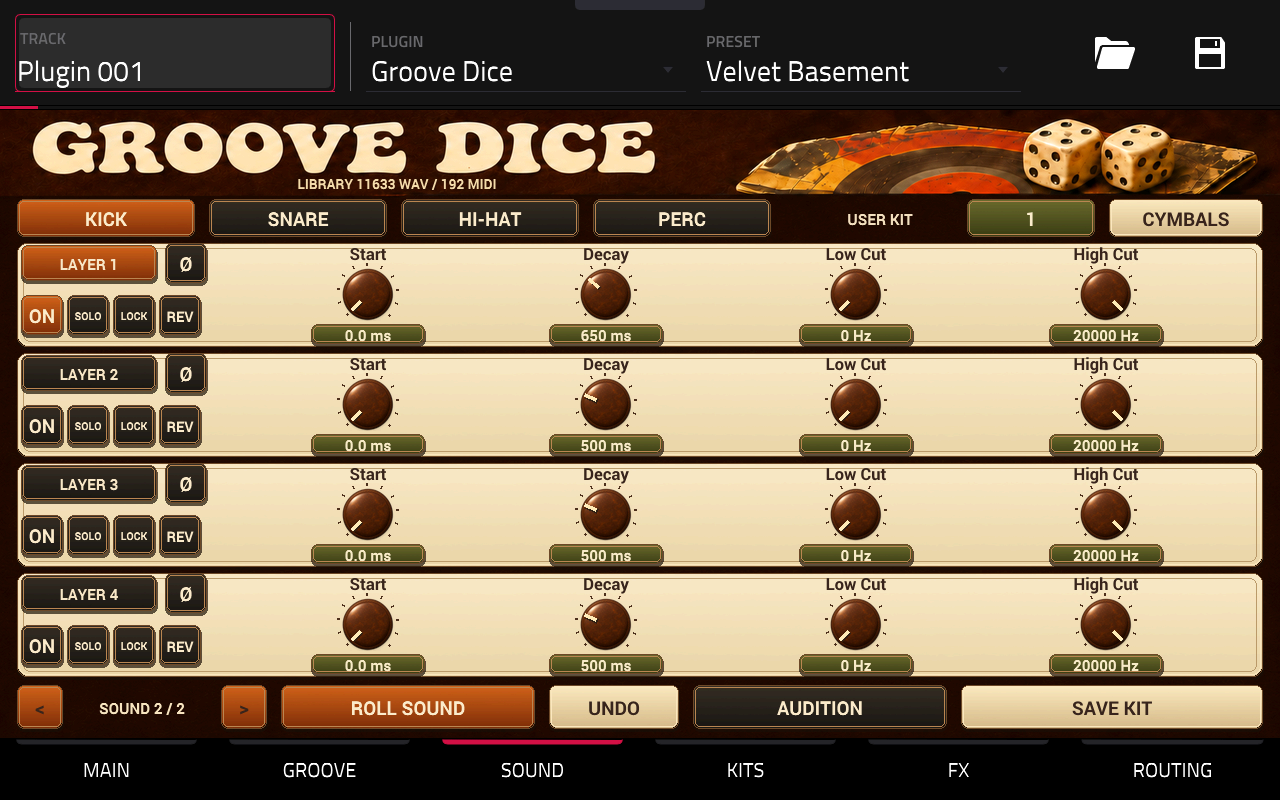 TRACK
Plugin 001
PLUGIN
Groove Dice
PRESET
Velvet Basement
GROOVE DICE
LIBRARY 11633 WAV / 192 MIDI
KICK
SNARE
HI-HAT
PERC
USER KIT
1
CYMBALS
LAYER 1
Ø
ON
SOLO
LOCK
REV
Start
0.0 ms
Decay
650 ms
Low Cut
0 Hz
High Cut
20000 Hz
LAYER 2
Ø
ON
SOLO
LOCK
REV
Start
0.0 ms
Decay
500 ms
Low Cut
0 Hz
High Cut
20000 Hz
LAYER 3
Ø
ON
SOLO
LOCK
REV
Start
0.0 ms
Decay
500 ms
Low Cut
0 Hz
High Cut
20000 Hz
LAYER 4
Ø
ON
SOLO
LOCK
REV
Start
0.0 ms
Decay
500 ms
Low Cut
0 Hz
High Cut
20000 Hz
<
SOUND 2 / 2
>
ROLL SOUND
UNDO
AUDITION
SAVE KIT
MAIN
GROOVE
SOUND
KITS
FX
ROUTING